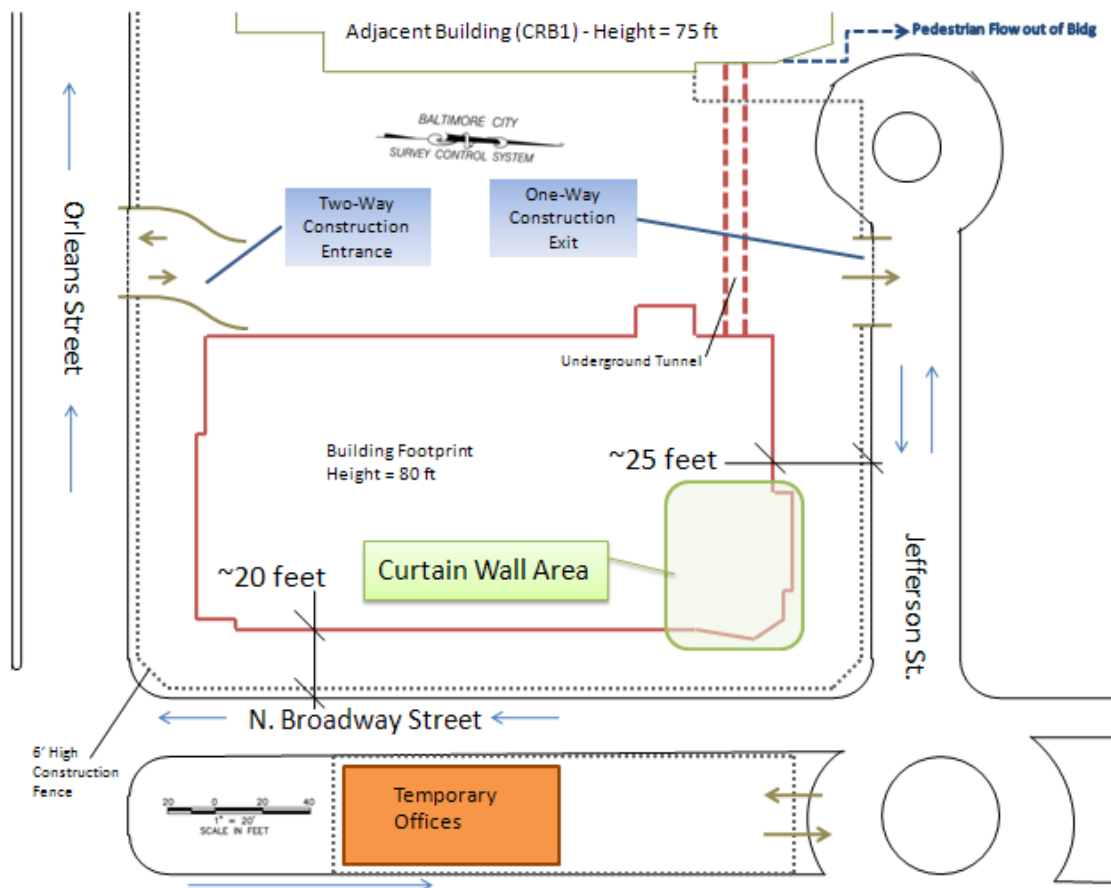 Adjacent Building (CRB1) - Height = 75 ft
Pedestrian Flow out of Bldg
BALTIMORE CITY
SURVEY CONTROL SYSTEM
Two-Way
Construction
Entrance
One-Way
Construction
Exit
Orleans Street
Underground Tunnel
Building Footprint
Height = 80 ft
~25 feet
Curtain Wall Area
~20 feet
Jefferson St.
N. Broadway Street
6' High
Construction
Fence
20 0 20 40
1" = 20'
SCALE IN FEET
Temporary
Offices